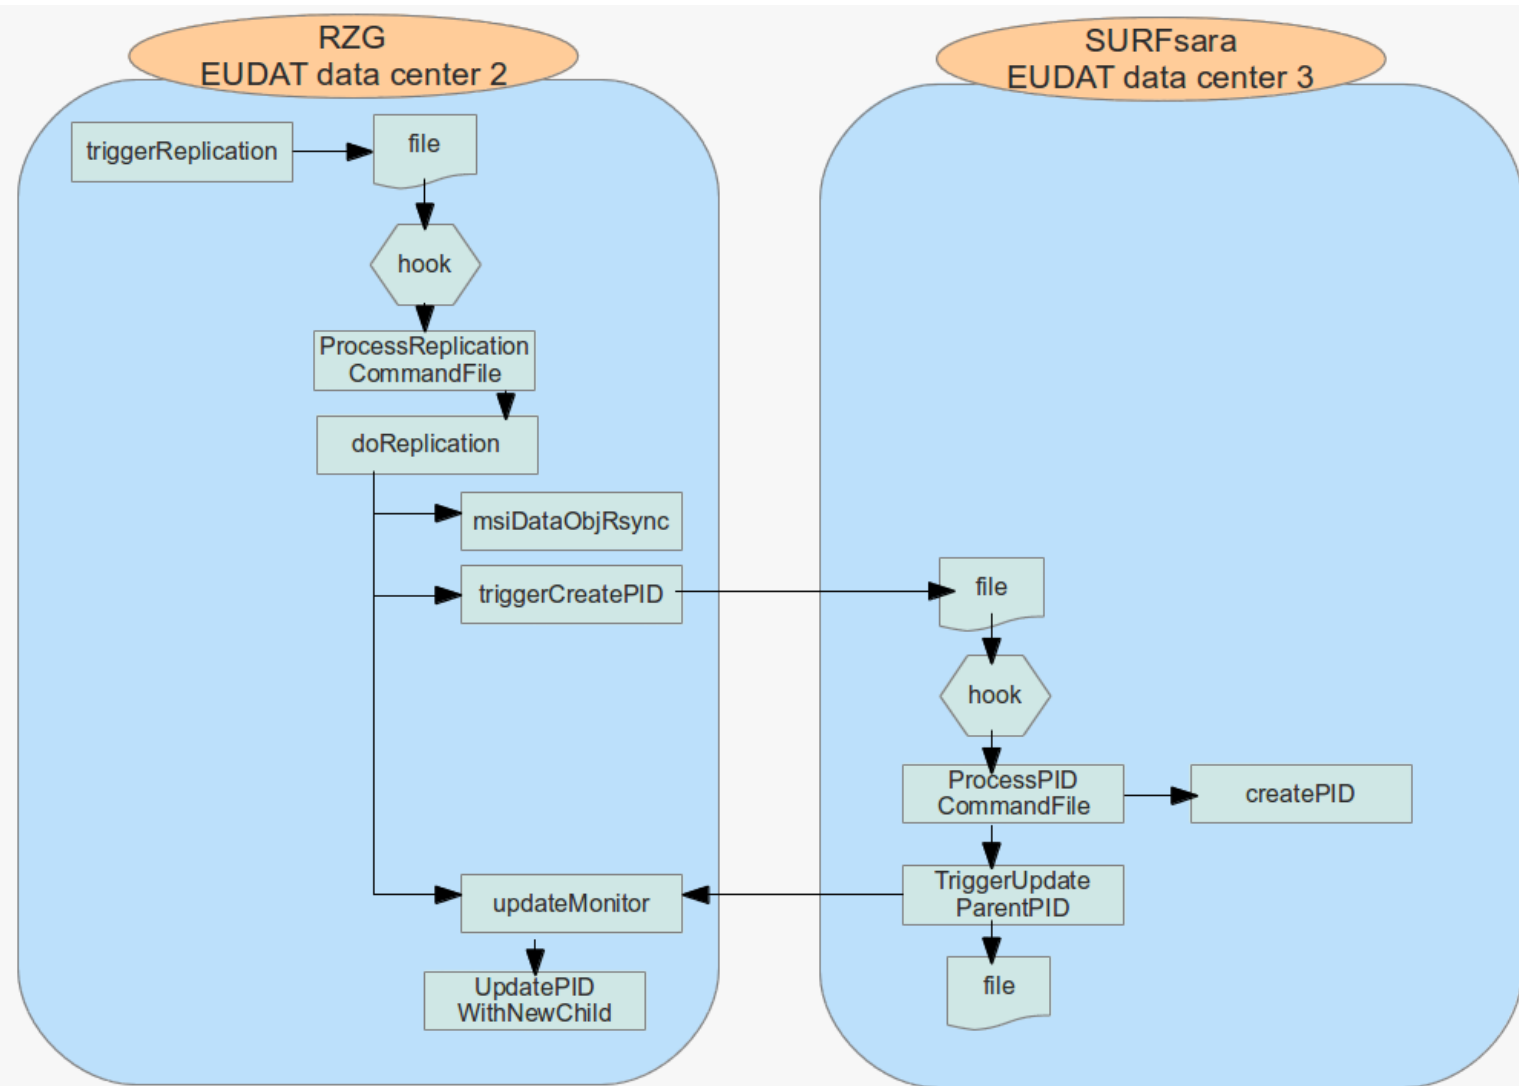 RZG
EUDAT data center 2
triggerReplication
file
hook
ProcessReplication
CommandFile
doReplication
msiDataObjRsync
triggerCreatePID
updateMonitor
UpdatePID
WithNewChild
SURFsara
EUDAT data center 3
file
hook
ProcessPID
CommandFile
createPID
TriggerUpdate
ParentPID
file